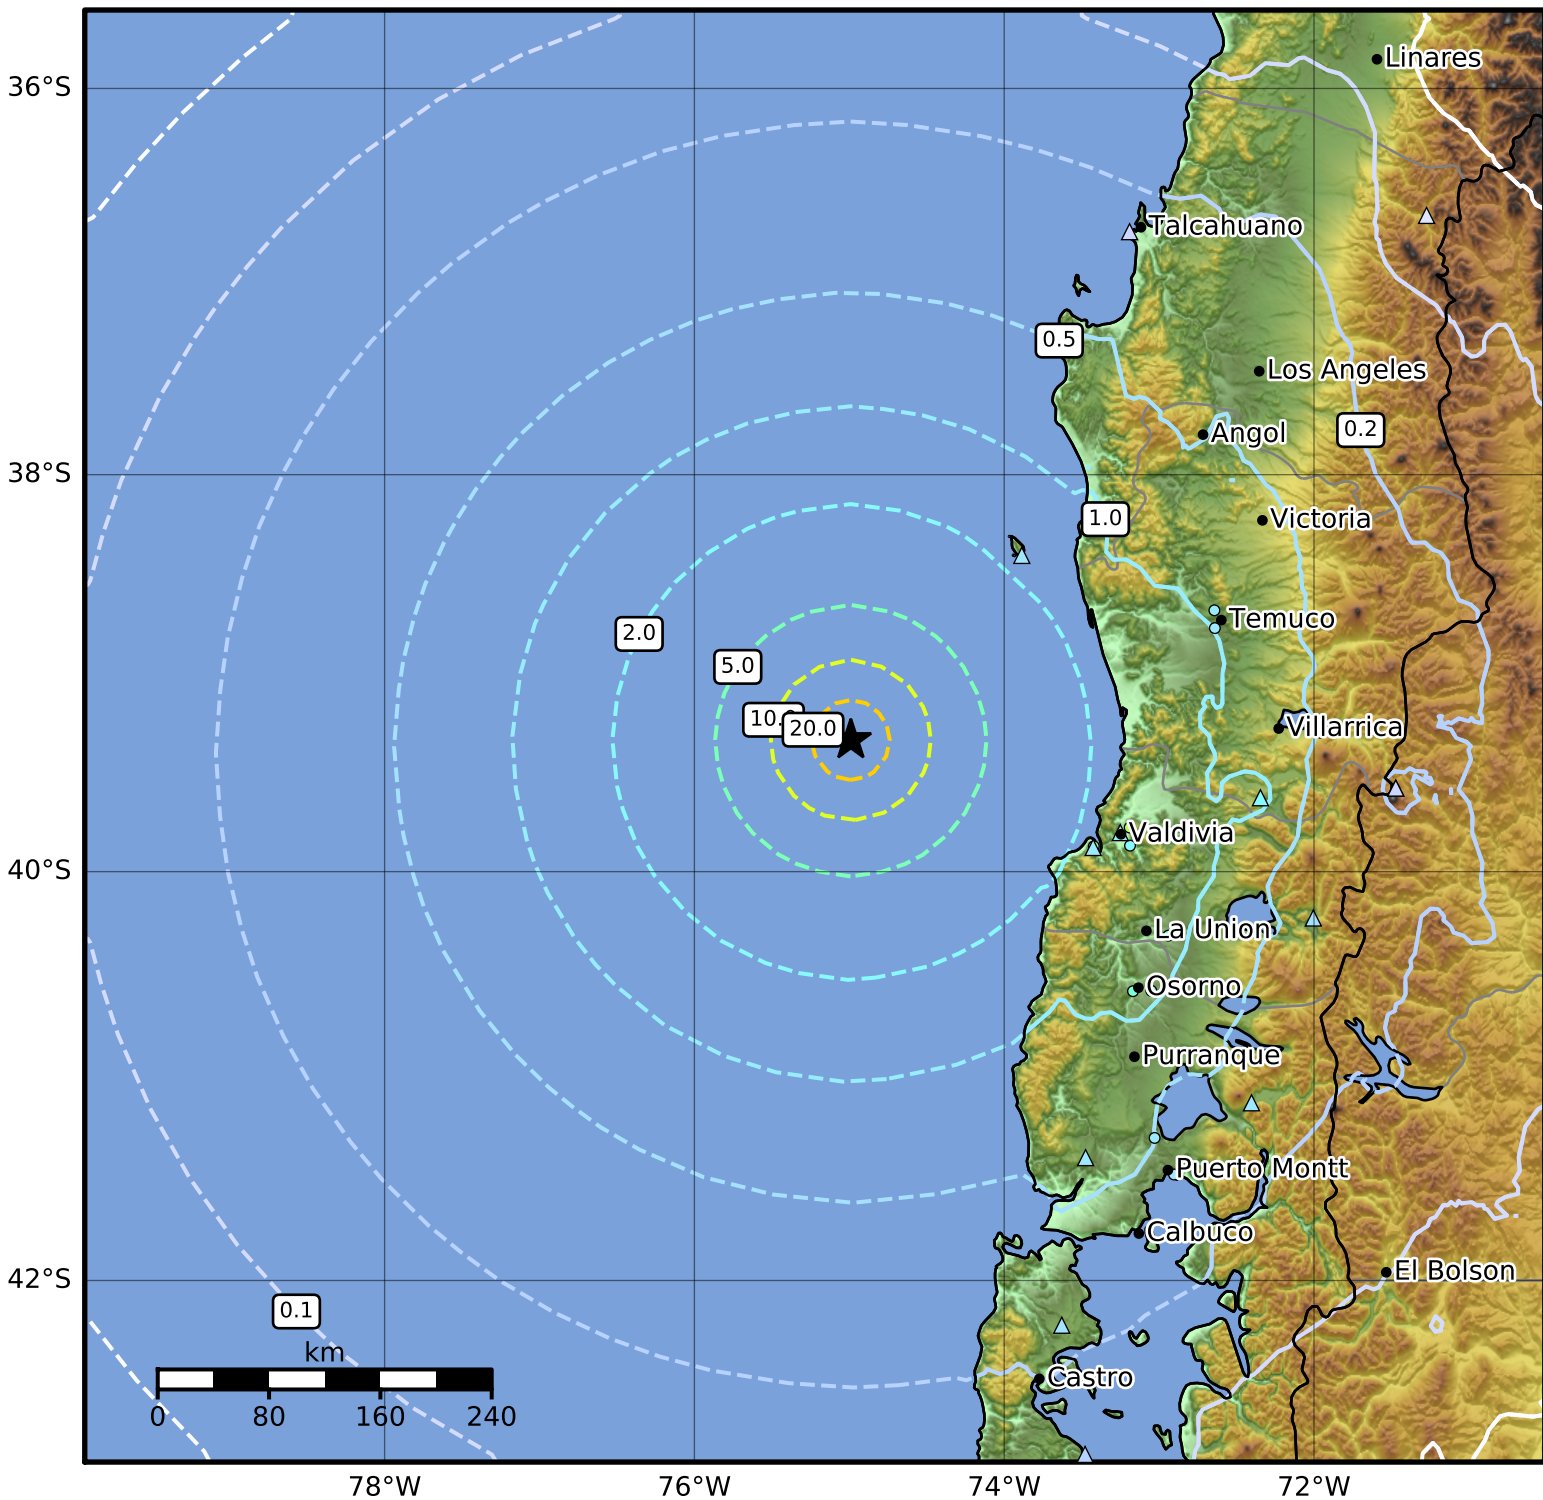 Linares
36°S
Talcahuano
0.5
Los Angeles
0.2
Angol
38°S
1.0
Victoria
Temuco
2.0
5.0
10.
20.0
Villarrica
Valdivia
40°S
La Union
Osorno
Purranque
Puerto Montt
Calbuco
El Bolson
42°S
0.1
km
Castro
0 80 160 240
78°W 76°W 74°W 72°W